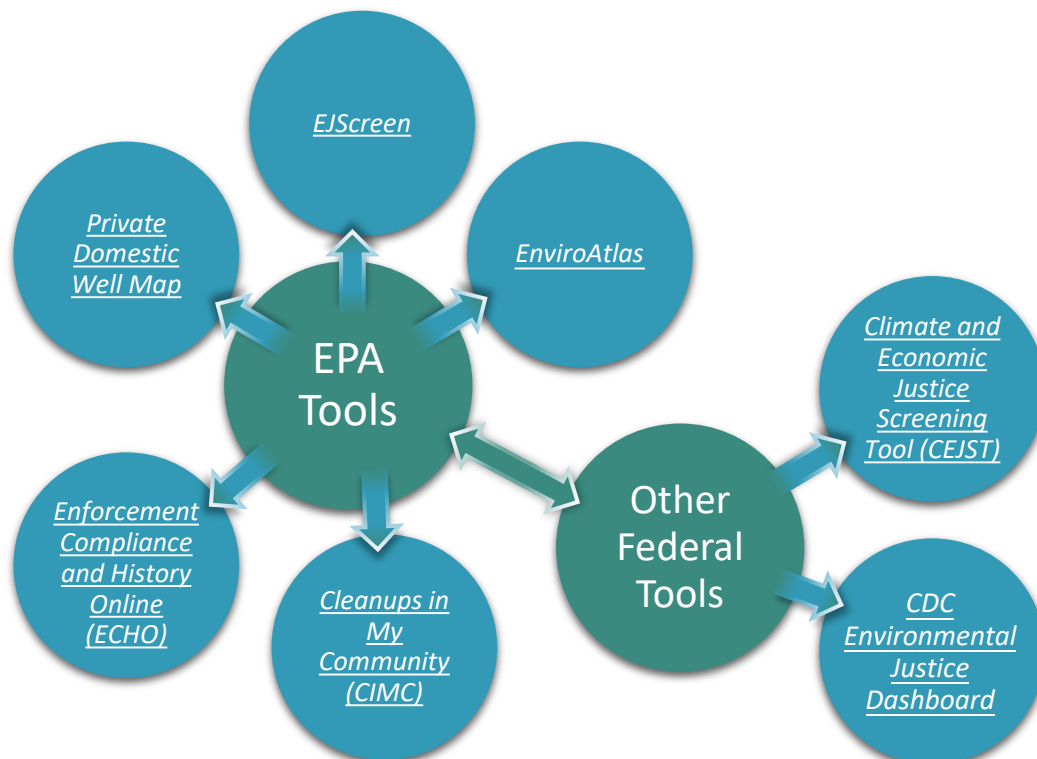 EJScreen
Private
Domestic
Well Map
EnviroAtlas
EPA
Tools
Climate and
Economic
Justice
Screening
Tool (CEJST)
Other
Federal
Tools
Enforcement
Compliance
and History
Online
(ECHO)
Cleanups in
My
Community
(CIMC)
CDC
Environmental
Justice
Dashboard